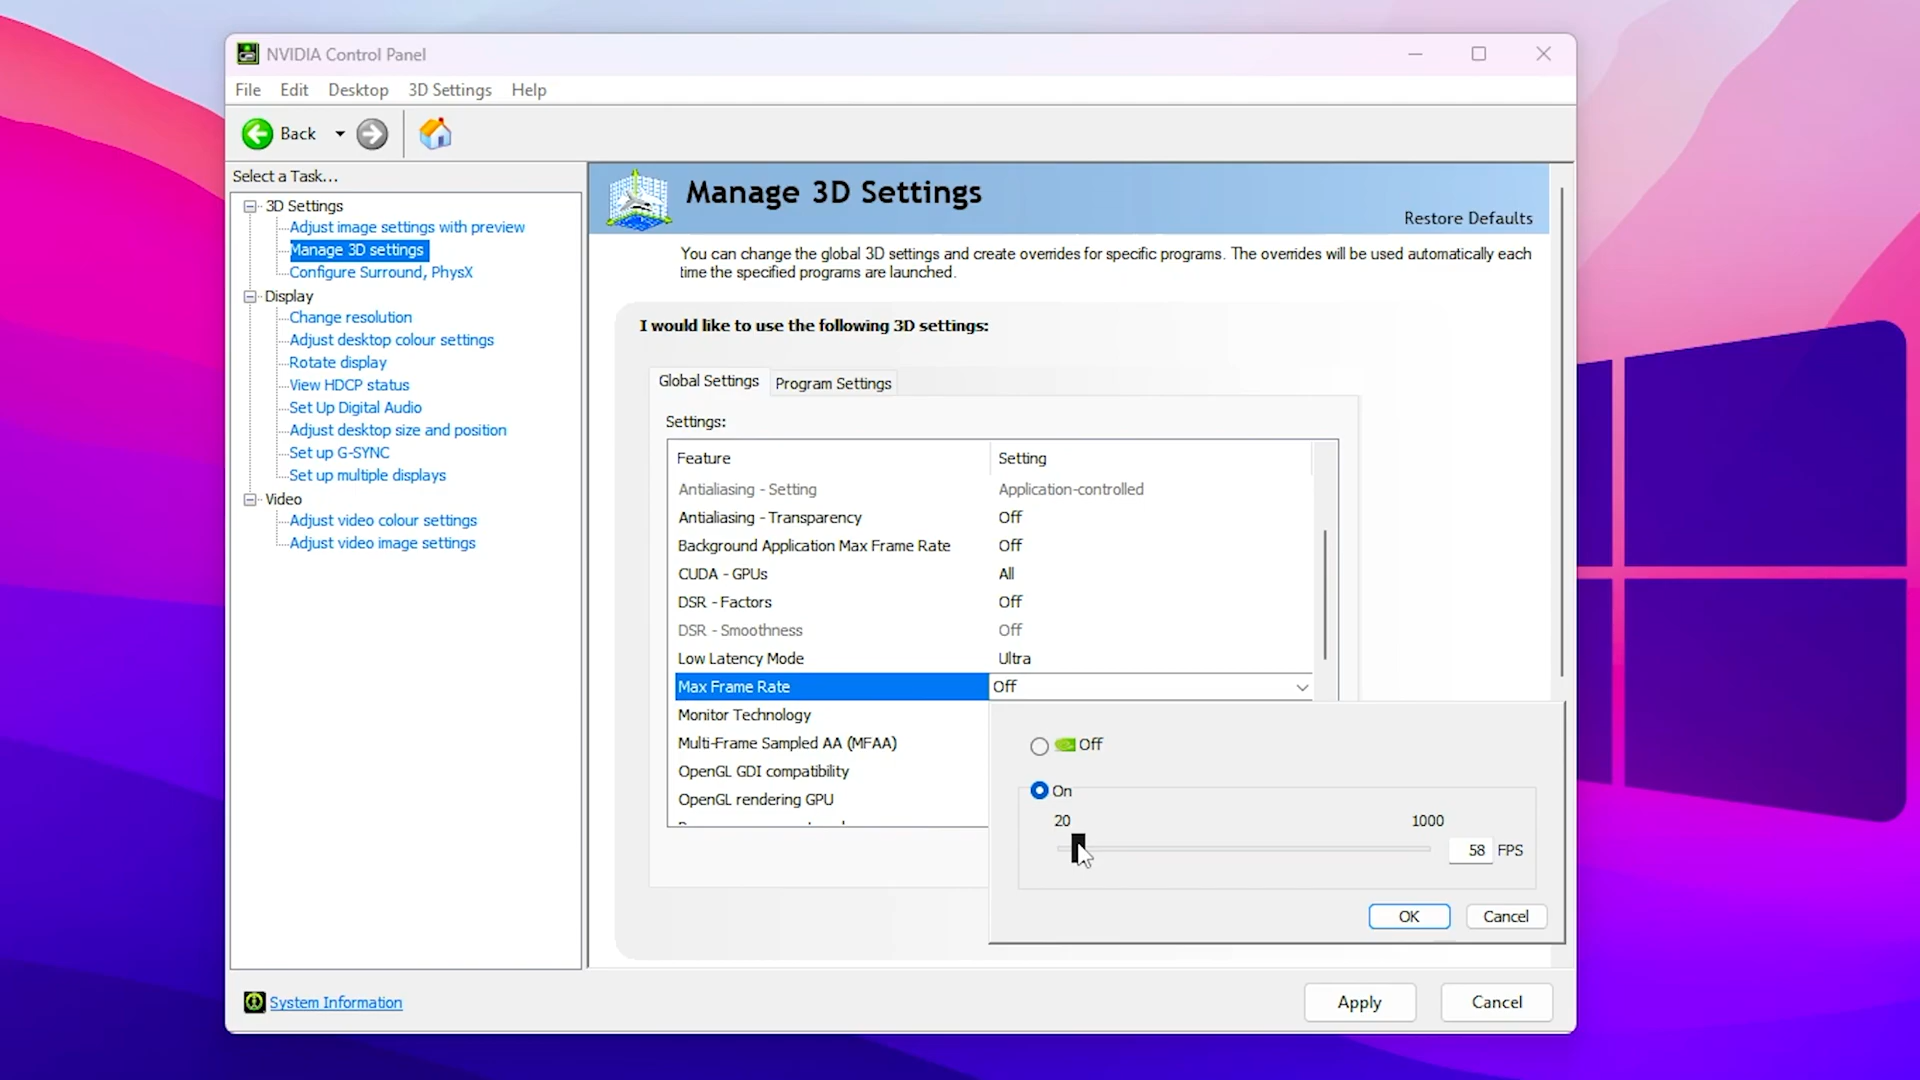 NVIDIA Control Panel
File Edit Desktop 3D Settings Help
Back
Select a Task...
3D Settings
Adjust image settings with preview
Manage 3D settings
Configure Surround, PhysX
Display
Change resolution
Adjust desktop colour settings
Rotate display
View HDCP status
Set Up Digital Audio
Adjust desktop size and position
Set up G-SYNC
Set up multiple displays
Video
Adjust video colour settings
Adjust video image settings
System Information
Manage 3D Settings
Restore Defaults
You can change the global 3D settings and create overrides for specific programs. The overrides will be used automatically each
time the specified programs are launched.
I would like to use the following 3D settings:
Global Settings Program Settings
Settings:
Feature Setting
Antialiasing - Setting Application-controlled
Antialiasing - Transparency Off
Background Application Max Frame Rate Off
CUDA - GPUs All
DSR - Factors Off
DSR - Smoothness Off
Low Latency Mode Ultra
Max Frame Rate Off
Monitor Technology
Multi-Frame Sampled AA (MFAA)
OpenGL GDI compatibility
OpenGL rendering GPU
Off
On
20 1000
58 FPS
OK Cancel
Apply Cancel